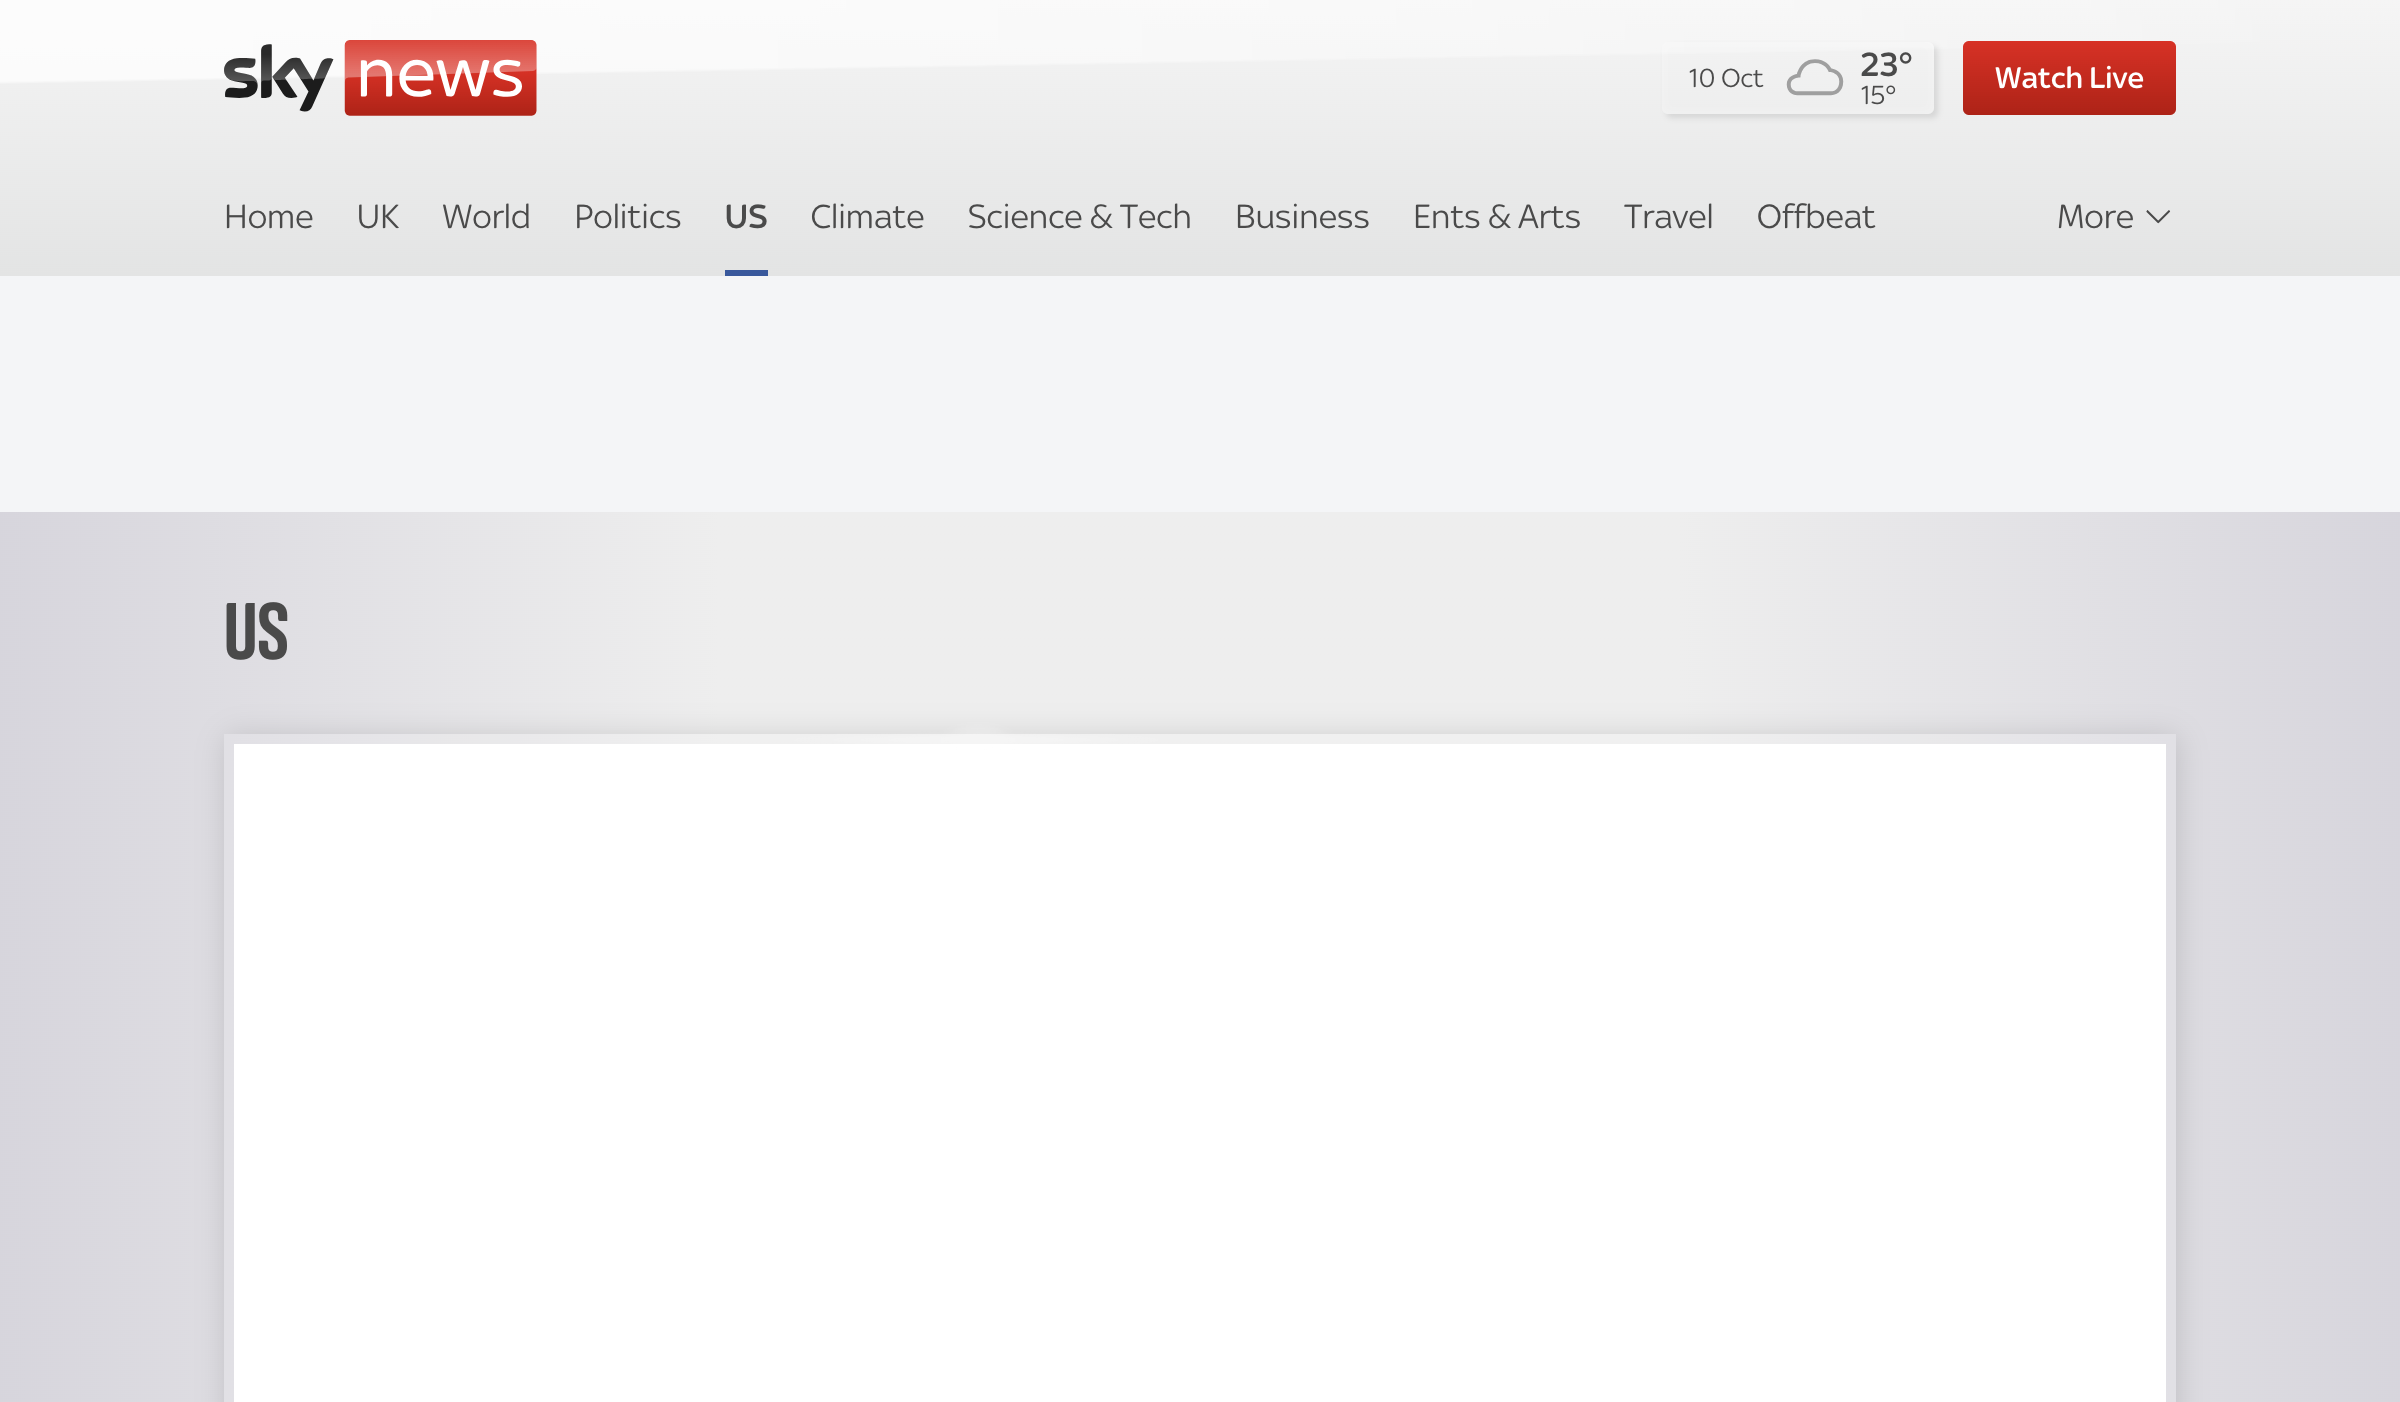 sky news
10 Oct
23°
15°
Watch Live
Home UK World Politics US Climate Science & Tech Business Ents & Arts Travel Offbeat More
US